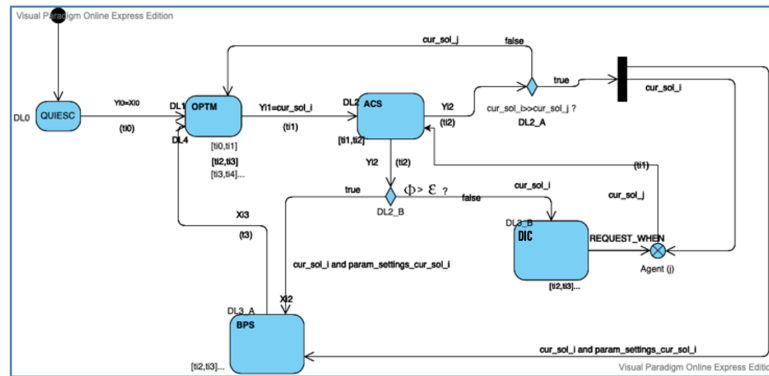 Visual Paradigm Online Express Edition
cur_sol_j
false
DL0
QUIESC
Yi0=Xi0
(ti0)
DL1
OPTM
DL4
[ti0,ti1]
[ti2,ti3]
[ti3,ti4]...
Yi1=cur_sol_i
(ti1)
DL2
ACS
[ti1,ti2]
Yi2
(ti2)
true
cur_sol_i>>cur_sol_j ?
DL2_A
cur_sol_i
Yi2
(ti2)
true
Φ> Ɛ ?
false
DL2_B
cur_sol_i
(ti1)
cur_sol_j
Xi3
(t3)
DL3_B
DIC
REQUEST_WHEN
Agent (j)
[ti2,ti3]...
cur_sol_i and param_settings_cur_sol_i
Xi2
DL3_A
BPS
[ti2,ti3]...
cur_sol_i and param_settings_cur_sol_i
Visual Paradigm Online Express Edition